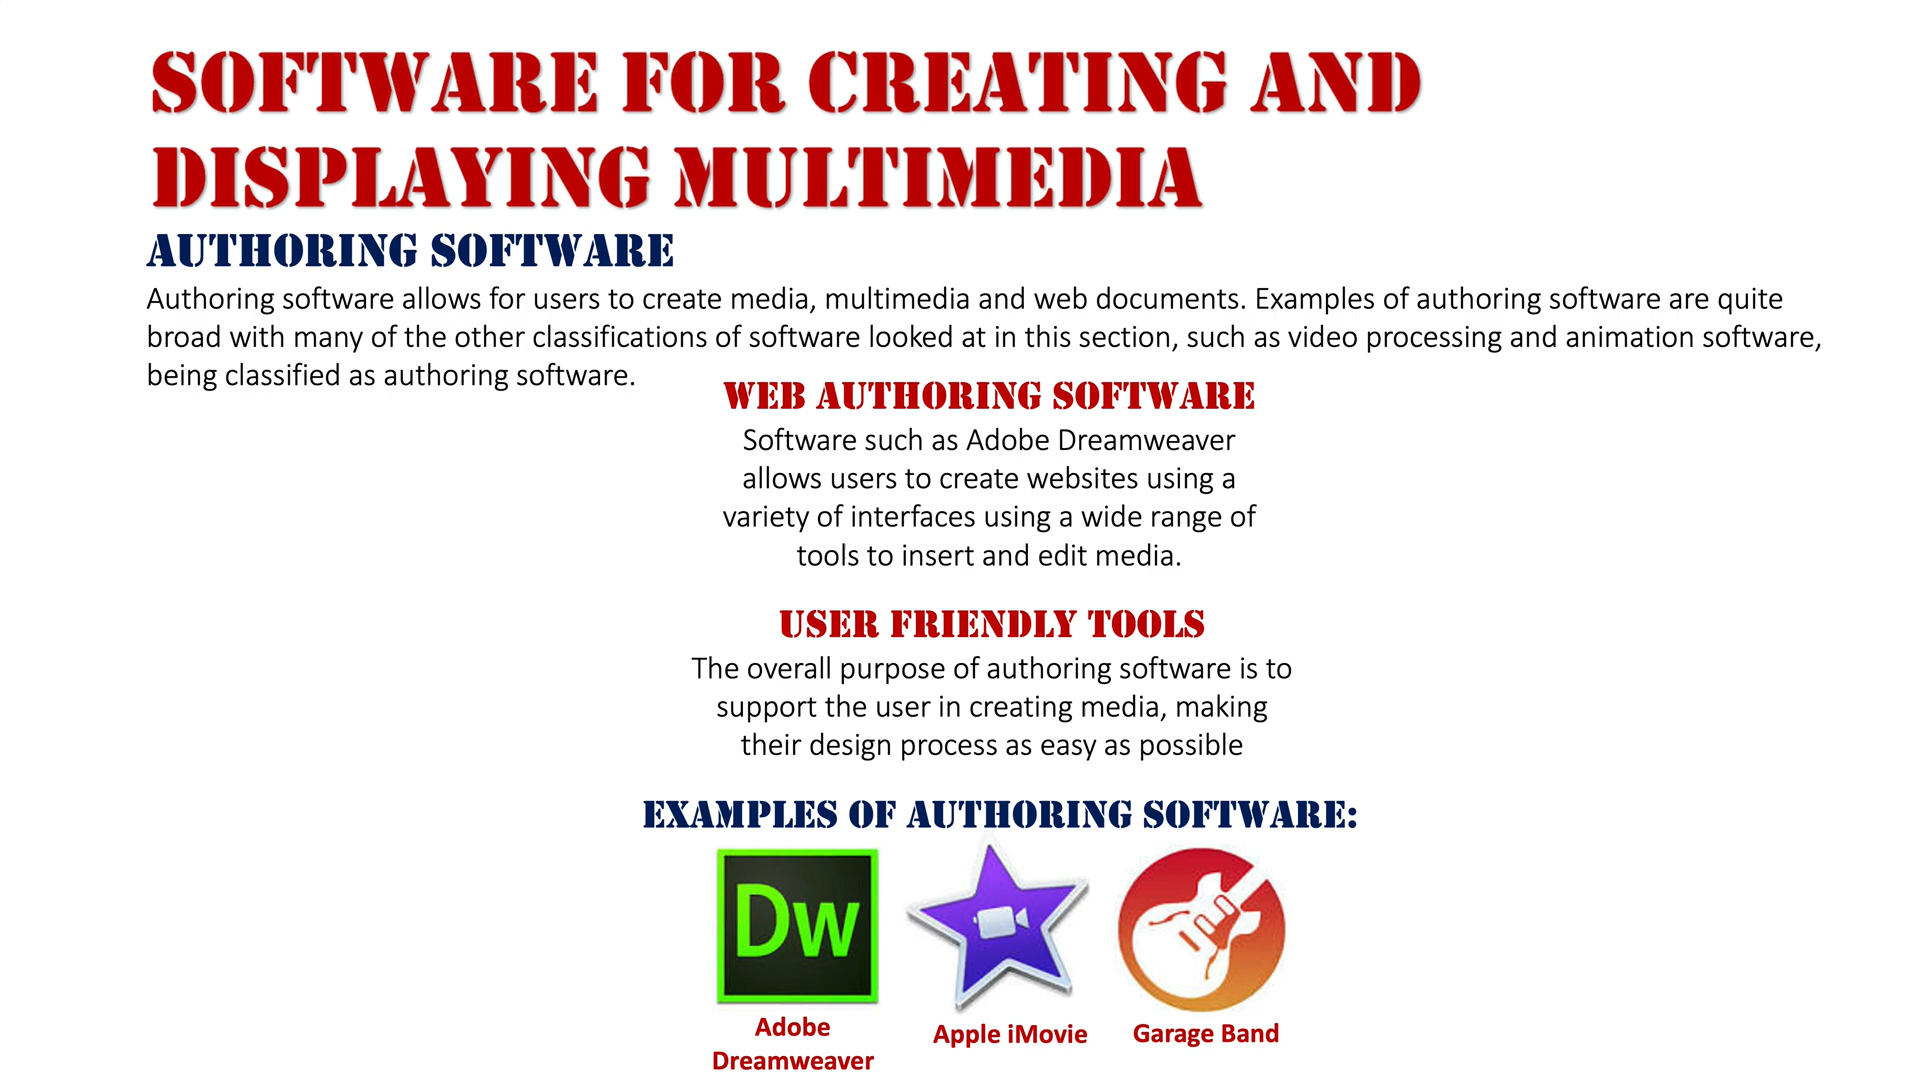 SOFTWARE FOR CREATING AND
DISPLAYING MULTIMEDIA
AUTHORING SOFTWARE
Authoring software allows for users to create media, multimedia and web documents. Examples of authoring software are quite
broad with many of the other classifications of software looked at in this section, such as video processing and animation software,
being classified as authoring software.
WEB AUTHORING SOFTWARE
Software such as Adobe Dreamweaver
allows users to create websites using a
variety of interfaces using a wide range of
tools to insert and edit media.
USER FRIENDLY TOOLS
The overall purpose of authoring software is to
support the user in creating media, making
their design process as easy as possible
EXAMPLES OF AUTHORING SOFTWARE:
Dw
Adobe
Dreamweaver
Apple iMovie
Garage Band